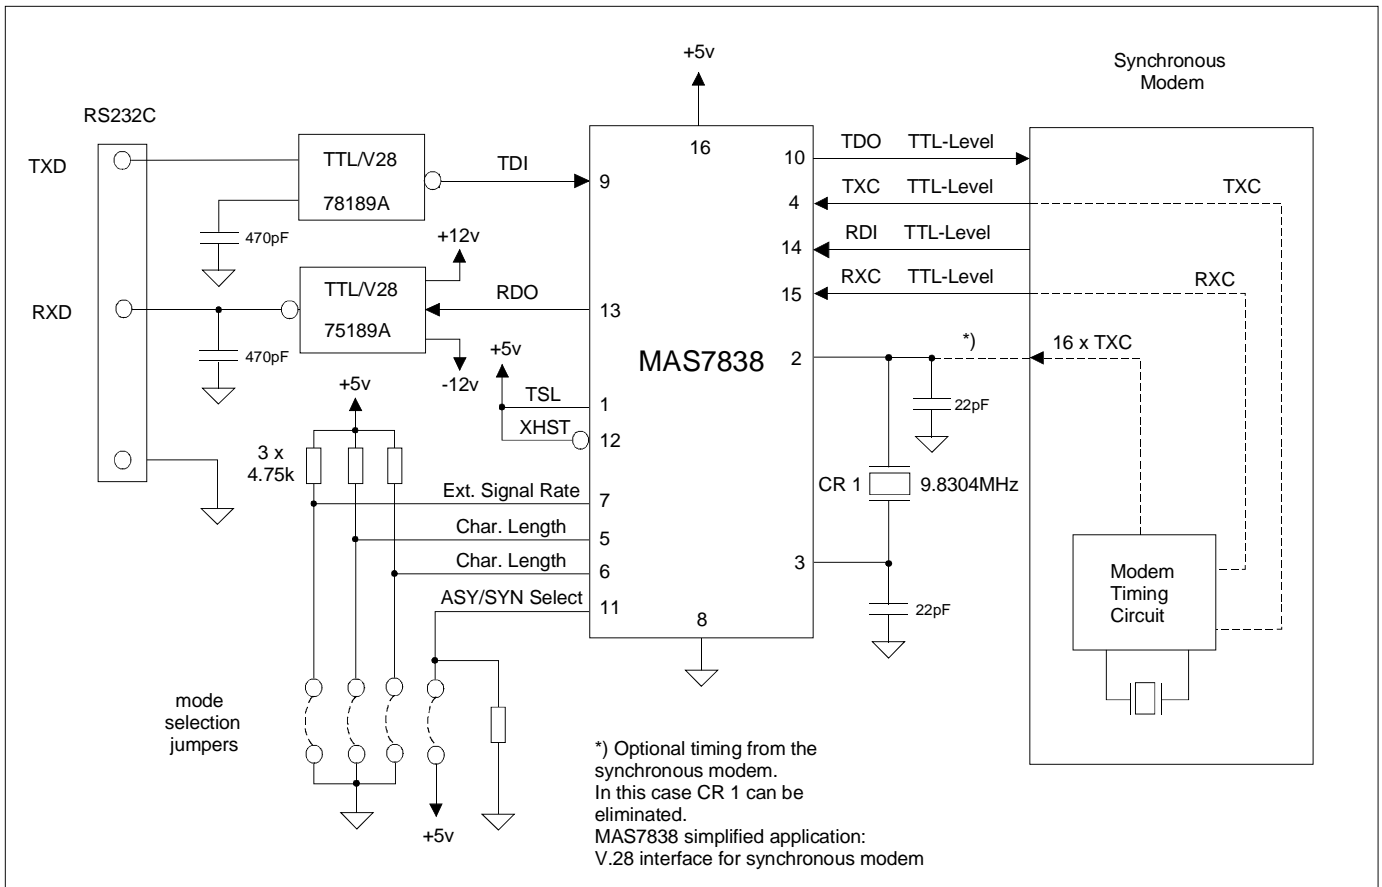 +5v
Synchronous
Modem
RS232C
TXD
TTL/V28
78189A
TDI
9
16
10
TDO TTL-Level
4
TXC TTL-Level
TXC
470pF
+12v
14
RDI TTL-Level
RXD
TTL/V28
75189A
RDO
13
15
RXC TTL-Level
RXC
470pF
-12v
MAS7838
2
*)
16 x TXC
+5v
TSL
1
XHST
12
22pF
+5v
3 x
4.75k
Ext. Signal Rate
7
CR 1
9.8304MHz
Char. Length
5
Char. Length
6
3
ASY/SYN Select
11
8
22pF
Modem
Timing
Circuit
mode
selection
jumpers
+5v
*) Optional timing from the
synchronous modem.
In this case CR 1 can be
eliminated.
MAS7838 simplified application:
V.28 interface for synchronous modem